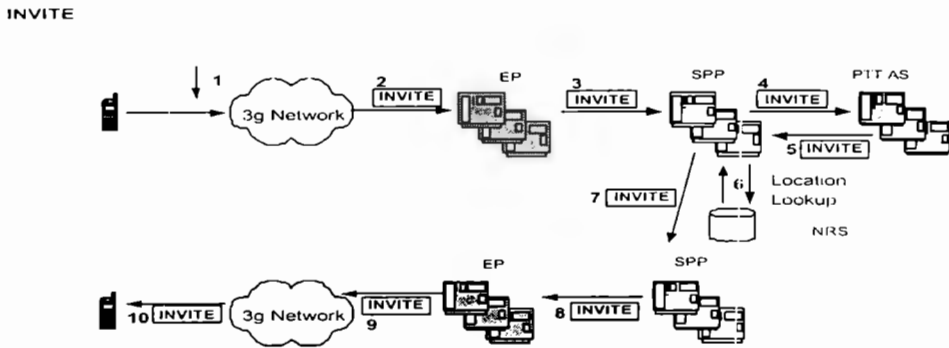 INVITE
EP
SPP
PTT AS
1
2
INVITE
3
INVITE
4
INVITE
3g Network
5 INVITE
6
Location
Lookup
7 INVITE
NRS
EP
SPP
10 INVITE
3g Network
INVITE
9
8 INVITE